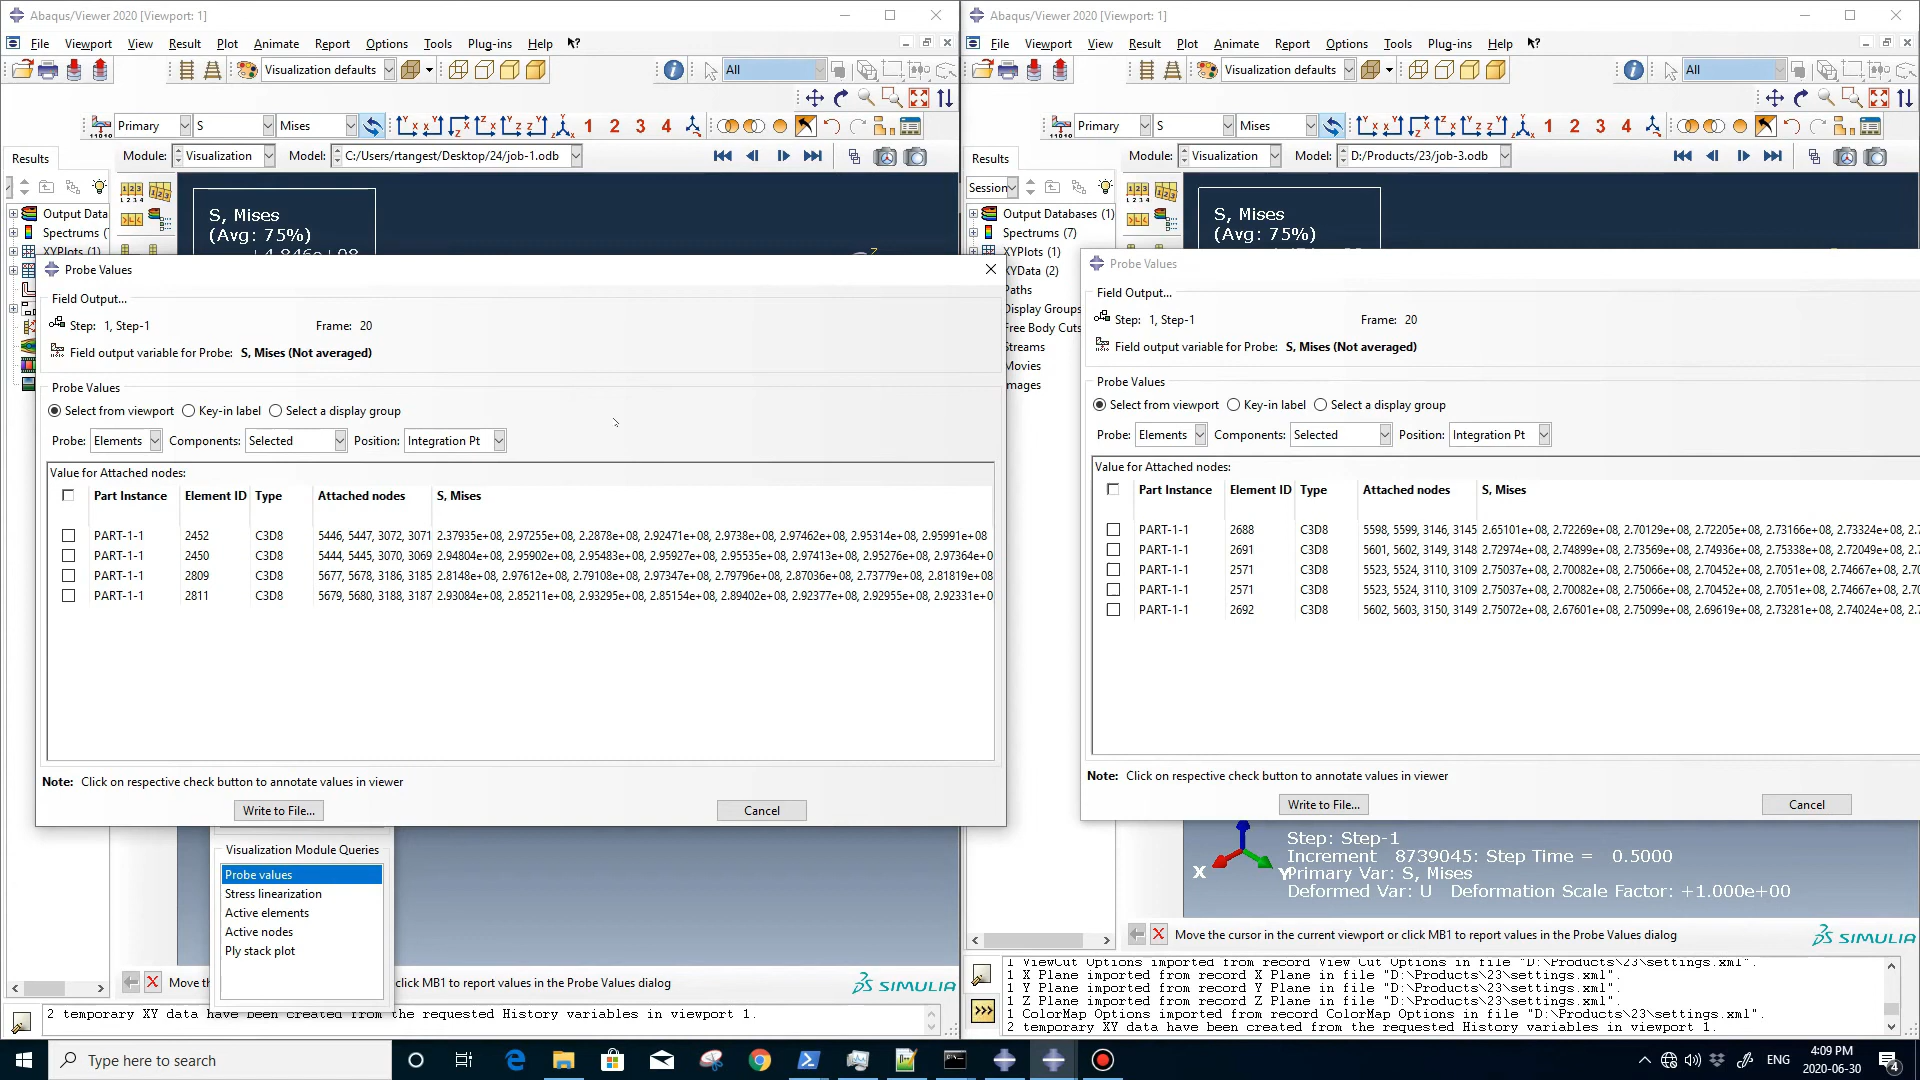 Abaqus/Viewer 2020 [Viewport: 1]
File Viewport View Result Plot Animate Report Options Tools Plug-ins Help
Visualization defaults
All
Primary S Mises
1 2 3 4
Results
Module: Visualization Model: C:/Users/rtangest/Desktop/24/job-1.odb
Output Data
Spectrums (
XYPlots (1)
S, Mises
(Avg: 75%)
Probe Values
Field Output...
Step: 1, Step-1 Frame: 20
Field output variable for Probe: S, Mises (Not averaged)
Probe Values
Select from viewport Key-in label Select a display group
Probe: Elements Components: Selected Position: Integration Pt
Value for Attached nodes:
Part Instance Element ID Type Attached nodes S, Mises
PART-1-1 2452 C3D8 5446, 5447, 3072, 3071 2.37935e+08, 2.97255e+08, 2.2878e+08, 2.92471e+08, 2.9738e+08, 2.97462e+08, 2.95314e+08, 2.95991e+08
PART-1-1 2450 C3D8 5444, 5445, 3070, 3069 2.94804e+08, 2.95902e+08, 2.95483e+08, 2.95927e+08, 2.95535e+08, 2.97413e+08, 2.95276e+08, 2.97364e+0
PART-1-1 2809 C3D8 5677, 5678, 3186, 3185 2.8148e+08, 2.97612e+08, 2.79108e+08, 2.97347e+08, 2.79796e+08, 2.87036e+08, 2.73779e+08, 2.81819e+08
PART-1-1 2811 C3D8 5679, 5680, 3188, 3187 2.93084e+08, 2.85211e+08, 2.93295e+08, 2.85154e+08, 2.89402e+08, 2.92377e+08, 2.92955e+08, 2.92331e+0
Note: Click on respective check button to annotate values in viewer
Write to File... Cancel
Visualization Module Queries
Probe values
Stress linearization
Active elements
Active nodes
Ply stack plot
Move th click MB1 to report values in the Probe Values dialog
SIMULIA
2 temporary XY data have been created from the requested History variables in viewport 1.
Abaqus/Viewer 2020 [Viewport: 1]
File Viewport View Result Plot Animate Report Options Tools Plug-ins Help
Visualization defaults
All
Primary S Mises
1 2 3 4
Results
Module: Visualization Model: D:/Products/23/job-3.odb
Session
Output Databases (1)
Spectrums (7)
XYPlots (1)
XYData (2)
Paths
Display Groups
Free Body Cuts
Streams
Movies
Images
S, Mises
(Avg: 75%)
Probe Values
Field Output...
Step: 1, Step-1 Frame: 20
Field output variable for Probe: S, Mises (Not averaged)
Probe Values
Select from viewport Key-in label Select a display group
Probe: Elements Components: Selected Position: Integration Pt
Value for Attached nodes:
Part Instance Element ID Type Attached nodes S, Mises
PART-1-1 2688 C3D8 5598, 5599, 3146, 3145 2.65101e+08, 2.72269e+08, 2.70129e+08, 2.72205e+08, 2.73166e+08, 2.73324e+08, 2.7
PART-1-1 2691 C3D8 5601, 5602, 3149, 3148 2.72974e+08, 2.74899e+08, 2.73569e+08, 2.74936e+08, 2.75338e+08, 2.72049e+08, 2.7
PART-1-1 2571 C3D8 5523, 5524, 3110, 3109 2.75037e+08, 2.70082e+08, 2.75066e+08, 2.70452e+08, 2.7051e+08, 2.74667e+08, 2.70
PART-1-1 2571 C3D8 5523, 5524, 3110, 3109 2.75037e+08, 2.70082e+08, 2.75066e+08, 2.70452e+08, 2.7051e+08, 2.74667e+08, 2.70
PART-1-1 2692 C3D8 5602, 5603, 3150, 3149 2.75072e+08, 2.67601e+08, 2.75099e+08, 2.69619e+08, 2.73281e+08, 2.74024e+08, 2.7
Note: Click on respective check button to annotate values in viewer
Write to File... Cancel
X Y
Step: Step-1
Increment 8739045: Step Time = 0.5000
Primary Var: S, Mises
Deformed Var: U Deformation Scale Factor: +1.000e+00
Move the cursor in the current viewport or click MB1 to report values in the Probe Values dialog
SIMULIA
1 ViewCut Options imported from record View Cut Options in file "D:\Products\23\settings.xml".
1 X Plane imported from record X Plane in file "D:\Products\23\settings.xml".
1 Y Plane imported from record Y Plane in file "D:\Products\23\settings.xml".
1 Z Plane imported from record Z Plane in file "D:\Products\23\settings.xml".
1 ColorMap Options imported from record ColorMap Options in file "D:\Products\23\settings.xml".
2 temporary XY data have been created from the requested History variables in viewport 1.
>>>
Type here to search
ENG
4:09 PM
2020-06-30
4